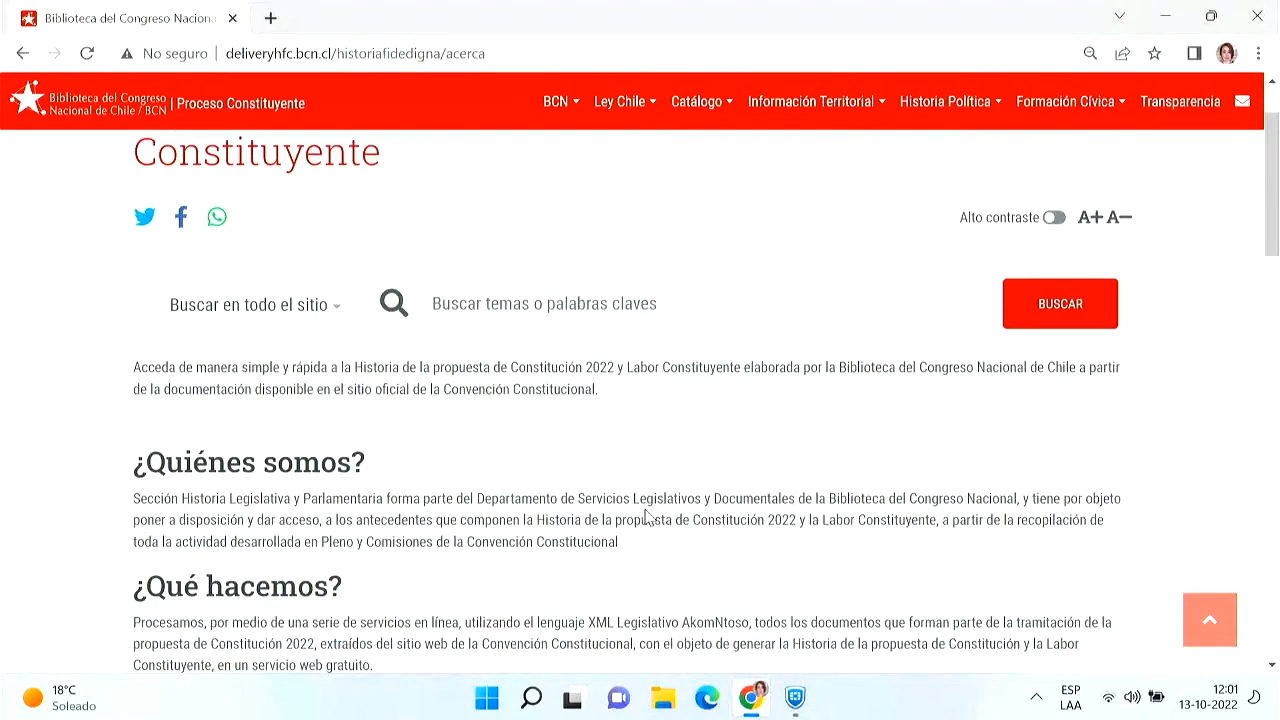 Biblioteca del Congreso Naciona
No seguro | deliveryhfc.bcn.cl/historiafidedigna/acerca
Biblioteca del Congreso
Nacional de Chile / BCN | Proceso Constituyente
BCN Ley Chile Catálogo Información Territorial Historia Política Formación Cívica Transparencia
Constituyente
Alto contraste A+ A−
Buscar en todo el sitio Buscar temas o palabras claves BUSCAR
Acceda de manera simple y rápida a la Historia de la propuesta de Constitución 2022 y Labor Constituyente elaborada por la Biblioteca del Congreso Nacional de Chile a partir
de la documentación disponible en el sitio oficial de la Convención Constitucional.
¿Quiénes somos?
Sección Historia Legislativa y Parlamentaria forma parte del Departamento de Servicios Legislativos y Documentales de la Biblioteca del Congreso Nacional, y tiene por objeto
poner a disposición y dar acceso, a los antecedentes que componen la Historia de la propuesta de Constitución 2022 y la Labor Constituyente, a partir de la recopilación de
toda la actividad desarrollada en Pleno y Comisiones de la Convención Constitucional
¿Qué hacemos?
Procesamos, por medio de una serie de servicios en línea, utilizando el lenguaje XML Legislativo AkomNtoso, todos los documentos que forman parte de la tramitación de la
propuesta de Constitución 2022, extraídos del sitio web de la Convención Constitucional, con el objeto de generar la Historia de la propuesta de Constitución y la Labor
Constituyente, en un servicio web gratuito.
18°C
Soleado
ESP
LAA
12:01
13-10-2022